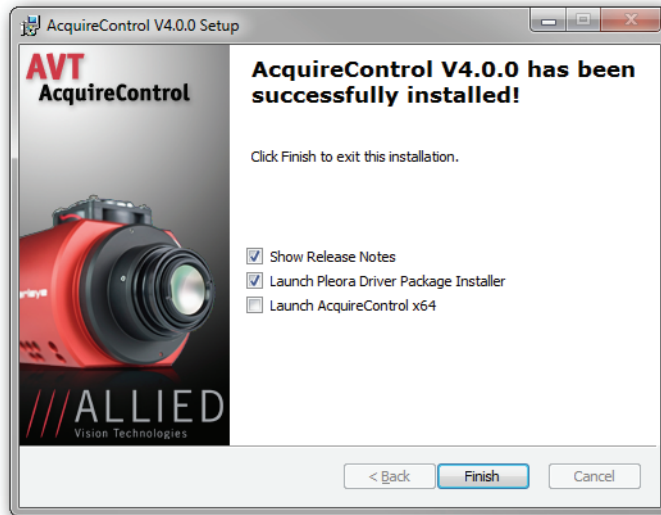 AcquireControl V4.0.0 Setup
AVT
AcquireControl
AcquireControl V4.0.0 has been
successfully installed!
Click Finish to exit this installation.
Show Release Notes
Launch Pleora Driver Package Installer
Launch AcquireControl x64
ALLIED
Vision Technologies
< Back
Finish
Cancel